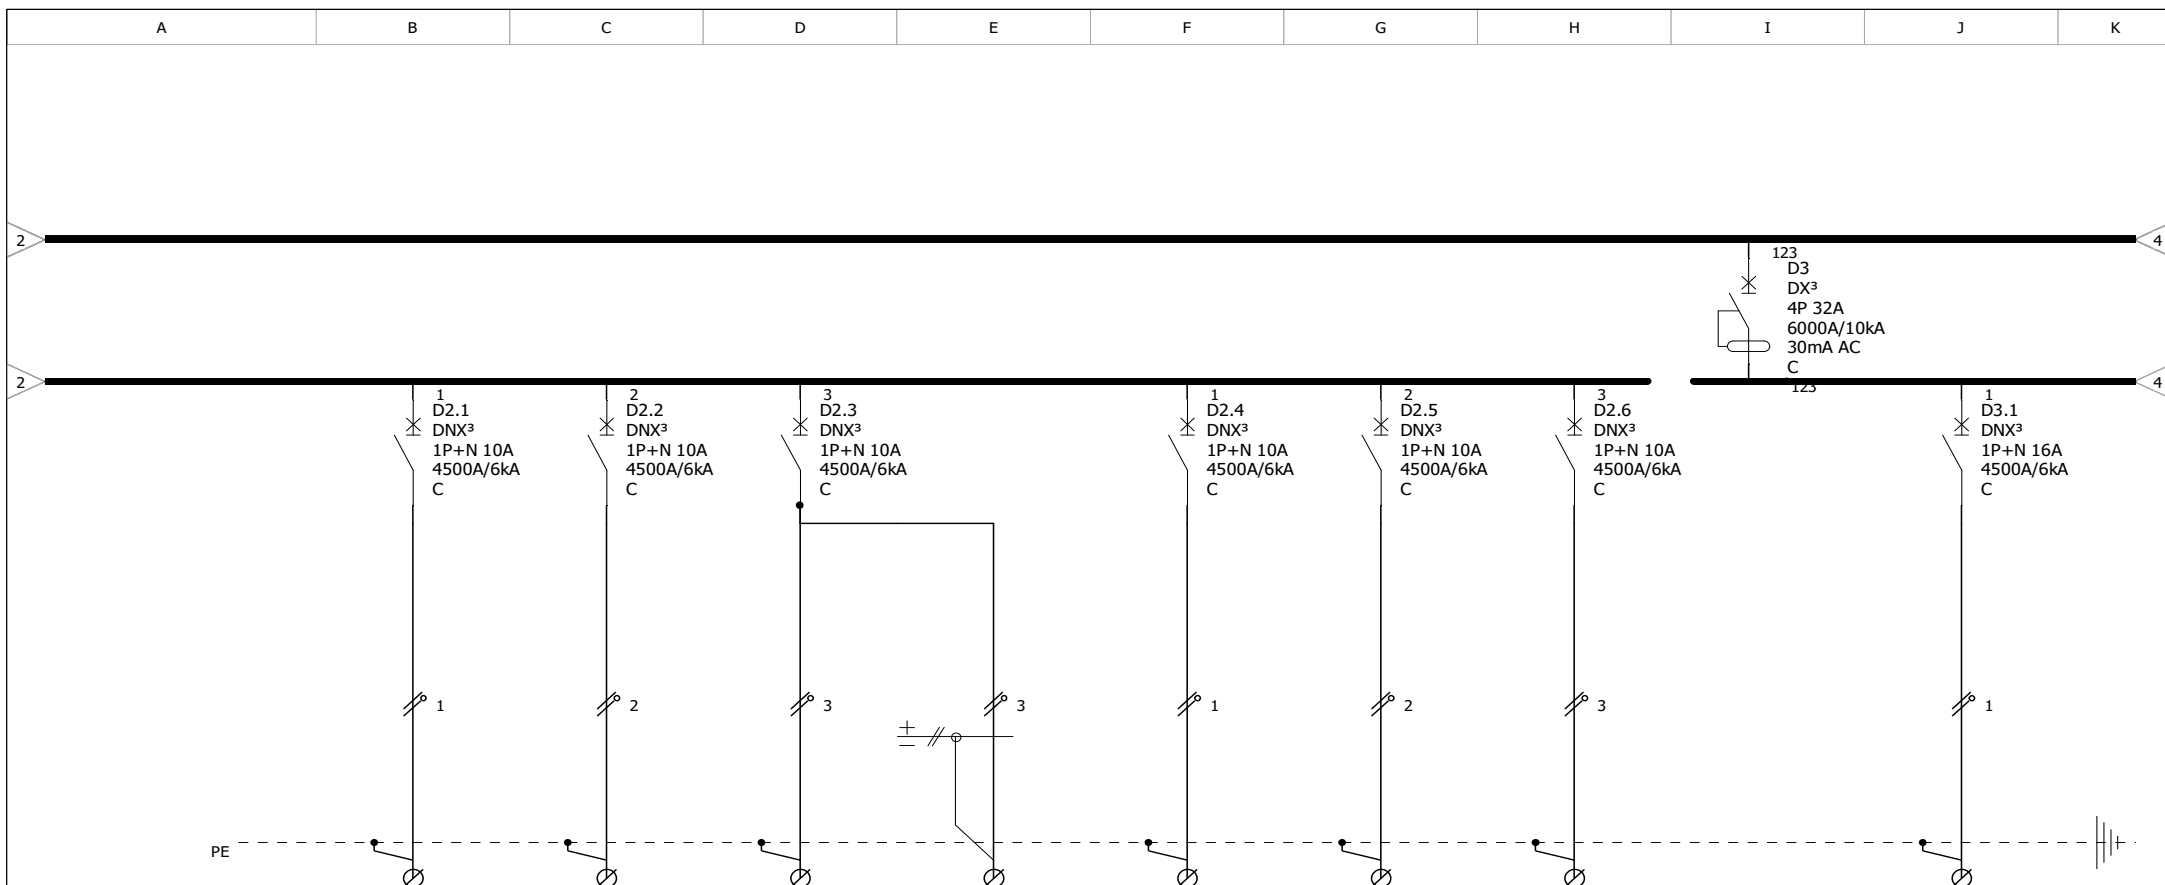 A B C D E F G H I J K
2 4
123
D3
DX³
4P 32A
6000A/10kA
30mA AC
C
2 4
123
1
D2.1
DNX³
1P+N 10A
4500A/6kA
C
2
D2.2
DNX³
1P+N 10A
4500A/6kA
C
3
D2.3
DNX³
1P+N 10A
4500A/6kA
C
1
D2.4
DNX³
1P+N 10A
4500A/6kA
C
2
D2.5
DNX³
1P+N 10A
4500A/6kA
C
3
D2.6
DNX³
1P+N 10A
4500A/6kA
C
1
D3.1
DNX³
1P+N 16A
4500A/6kA
C
1 2 3 3 1 2 3 1
PE